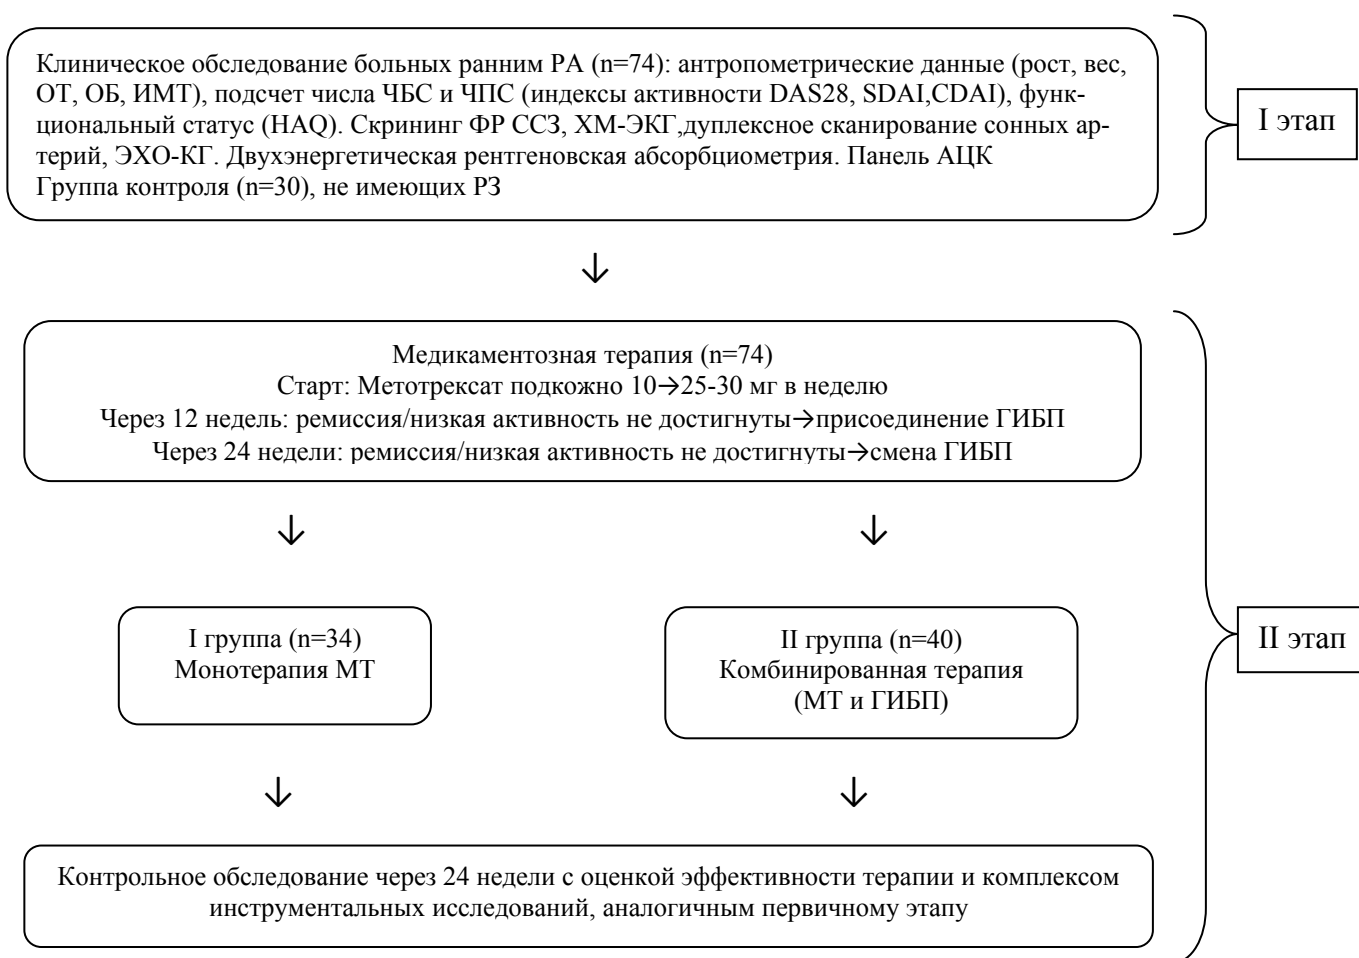 Клиническое обследование больных ранним РА (n=74): антропометрические данные (рост, вес,
ОТ, ОБ, ИМТ), подсчет числа ЧБС и ЧПС (индексы активности DAS28, SDAI,CDAI), функ-
циональный статус (HAQ). Скрининг ФР ССЗ, ХМ-ЭКГ,дуплексное сканирование сонных ар-
терий, ЭХО-КГ. Двухэнергетическая рентгеновская абсорбциометрия. Панель АЦК
Группа контроля (n=30), не имеющих РЗ
I этап
↓
Медикаментозная терапия (n=74)
Старт: Метотрексат подкожно 10→25-30 мг в неделю
Через 12 недель: ремиссия/низкая активность не достигнуты→присоединение ГИБП
Через 24 недели: ремиссия/низкая активность не достигнуты→смена ГИБП
↓ ↓
I группа (n=34)
Монотерапия МТ
II группа (n=40)
Комбинированная терапия
(МТ и ГИБП)
II этап
↓ ↓
Контрольное обследование через 24 недели с оценкой эффективности терапии и комплексом
инструментальных исследований, аналогичным первичному этапу